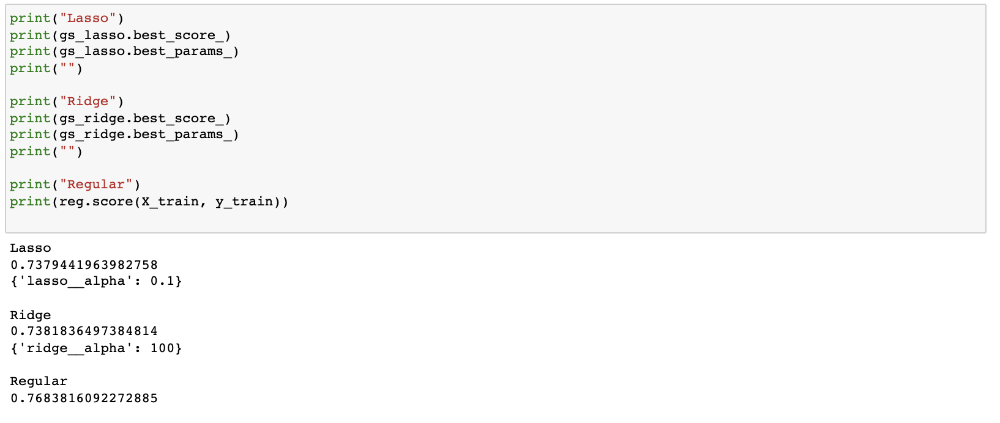 print("Lasso")
print(gs_lasso.best_score_)
print(gs_lasso.best_params_)
print("")
print("Ridge")
print(gs_ridge.best_score_)
print(gs_ridge.best_params_)
print("")
print("Regular")
print(reg.score(X_train, y_train))
Lasso
0.7379441963982758
{'lasso__alpha': 0.1}
Ridge
0.7381836497384814
{'ridge__alpha': 100}
Regular
0.7683816092272885